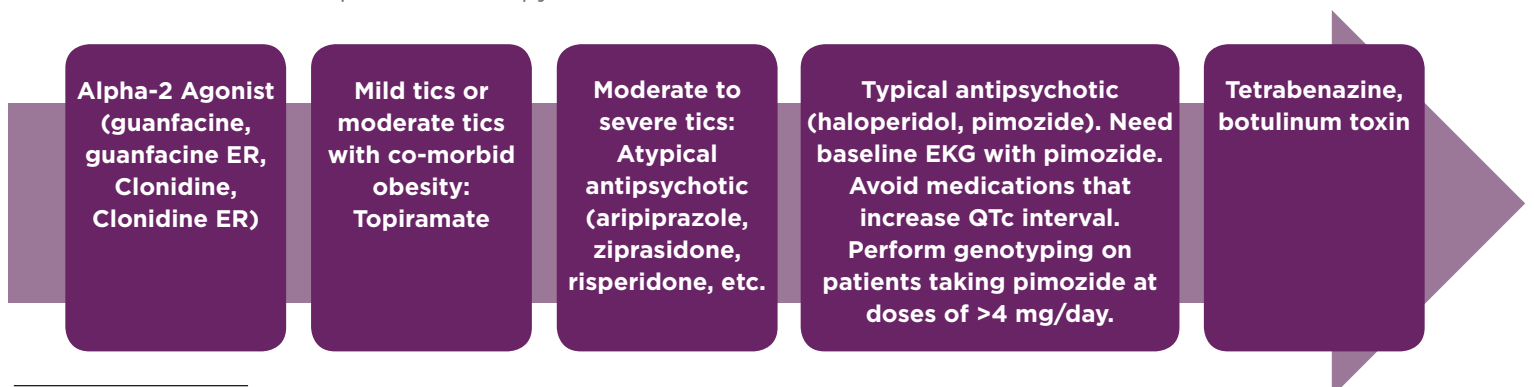 Alpha-2 Agonist
(guanfacine,
guanfacine ER,
Clonidine,
Clonidine ER)
Mild tics or
moderate tics
with co-morbid
obesity:
Topiramate
Moderate to
severe tics:
Atypical
antipsychotic
(aripiprazole,
ziprasidone,
risperidone, etc.
Typical antipsychotic
(haloperidol, pimozide). Need
baseline EKG with pimozide.
Avoid medications that
increase QTc interval.
Perform genotyping on
patients taking pimozide at
doses of >4 mg/day.
Tetrabenazine,
botulinum toxin